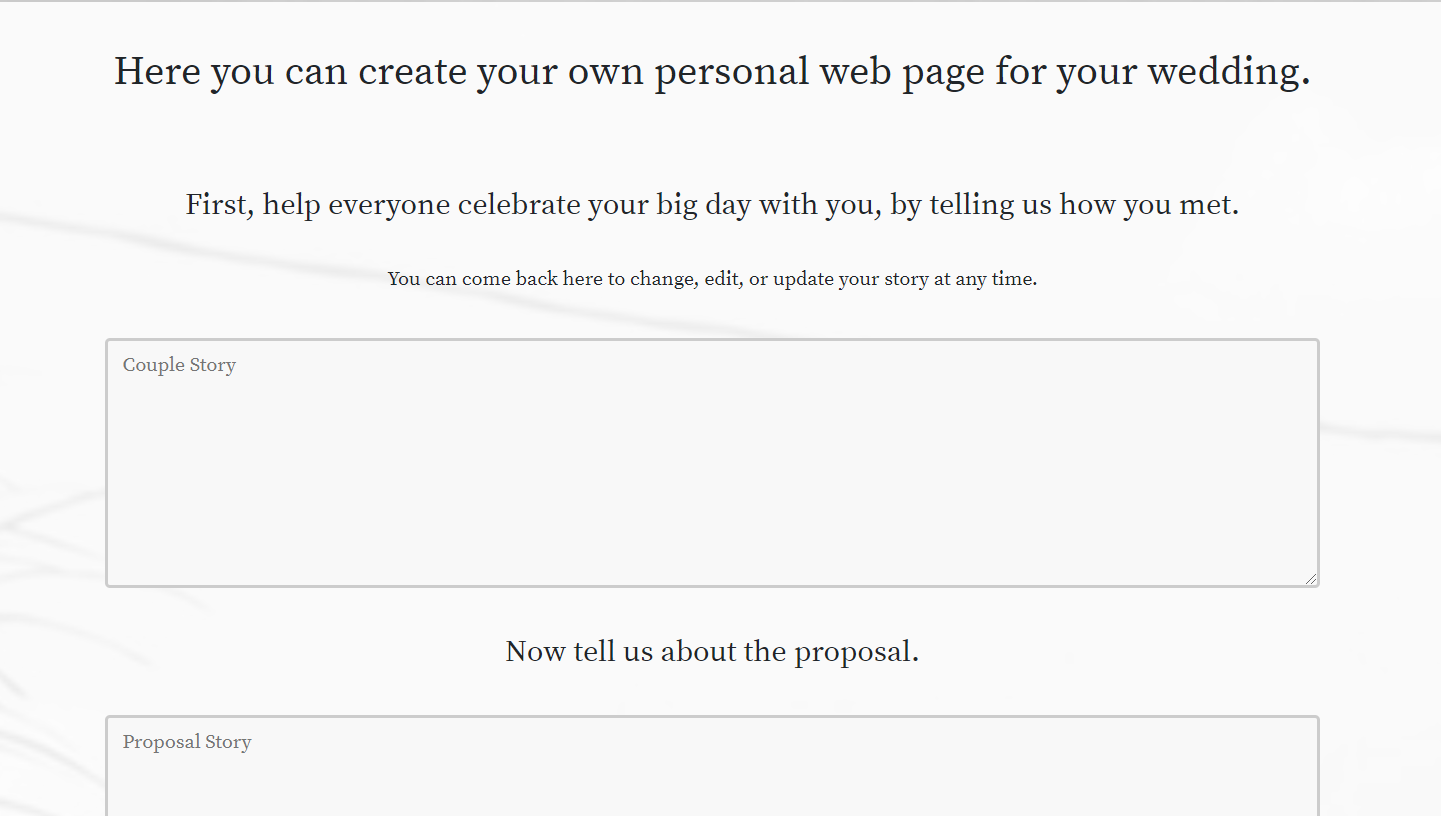 Here you can create your own personal web page for your wedding.
First, help everyone celebrate your big day with you, by telling us how you met.
You can come back here to change, edit, or update your story at any time.
Couple Story
Now tell us about the proposal.
Proposal Story